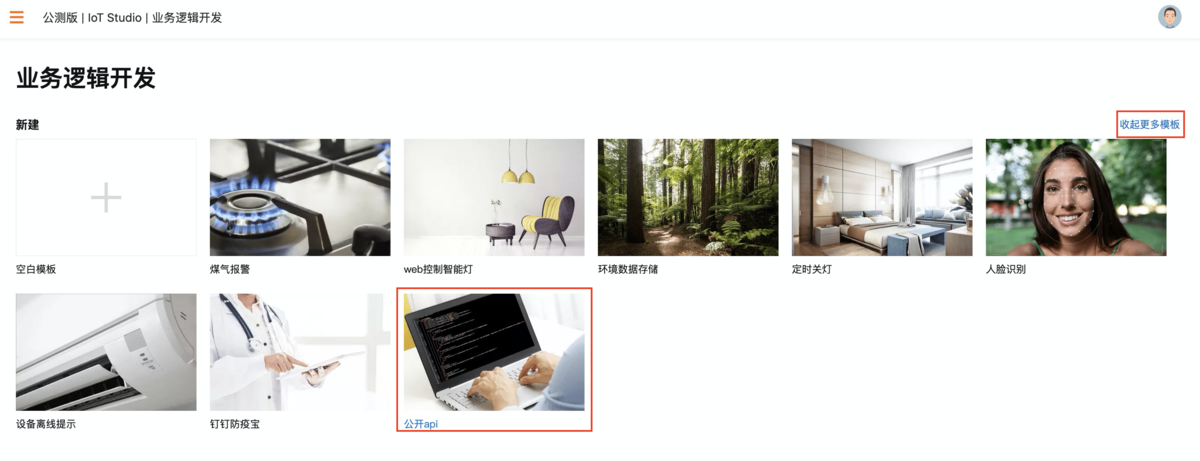 公测版 | IoT Studio | 业务逻辑开发
业务逻辑开发
新建
收起更多模板
空白模板
煤气报警
web控制智能灯
环境数据存储
定时关灯
人脸识别
设备离线提示
钉钉防疫宝
公开api